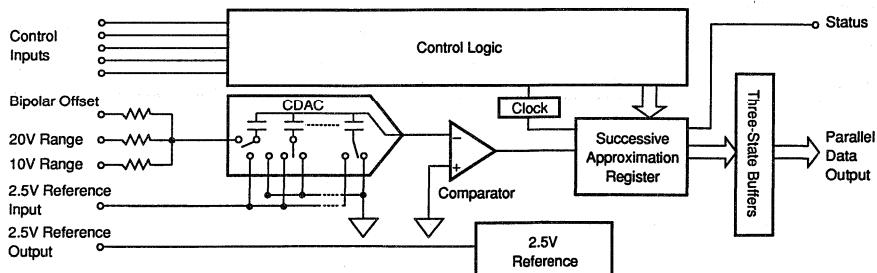 Control
Inputs
Control Logic
Status
Bipolar Offset
20V Range
10V Range
2.5V Reference
Input
2.5V Reference
Output
CDAC
Clock
−
+
Comparator
Successive
Approximation
Register
Three-State Buffers
Parallel
Data
Output
2.5V
Reference